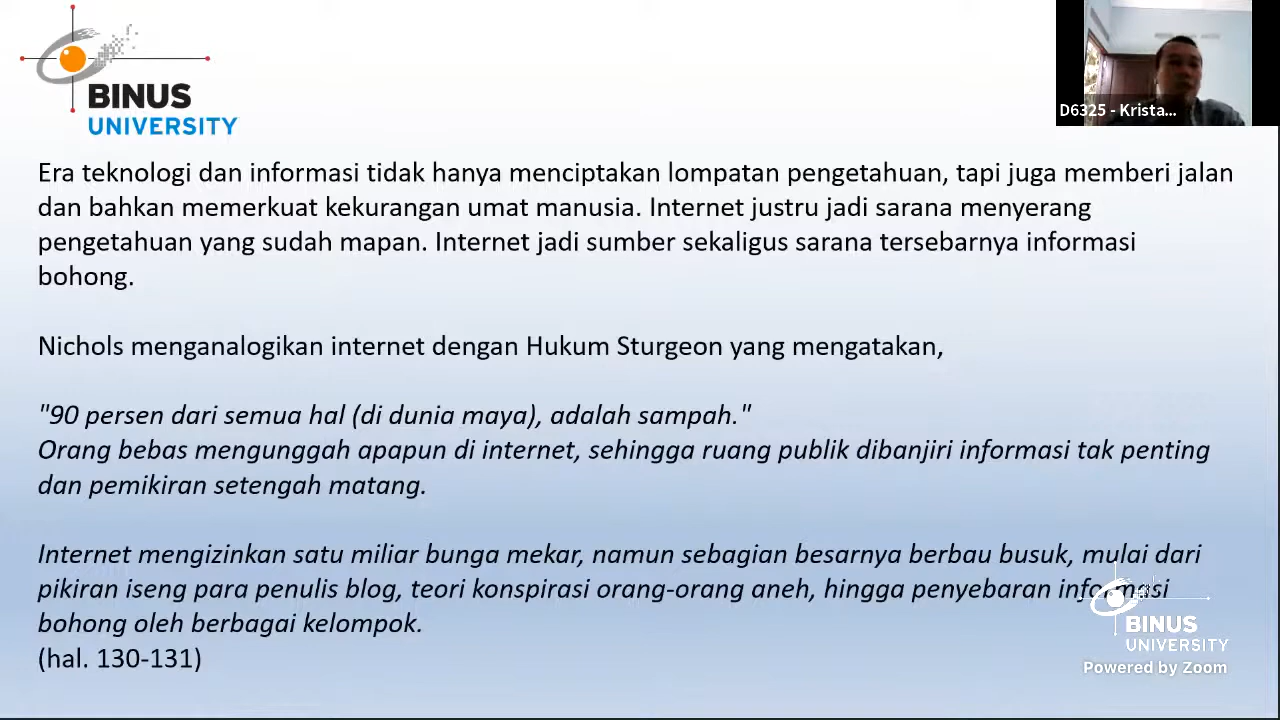 BINUS
UNIVERSITY
D6325 - Krista...
Era teknologi dan informasi tidak hanya menciptakan lompatan pengetahuan, tapi juga memberi jalan
dan bahkan memerkuat kekurangan umat manusia. Internet justru jadi sarana menyerang
pengetahuan yang sudah mapan. Internet jadi sumber sekaligus sarana tersebarnya informasi
bohong.
Nichols menganalogikan internet dengan Hukum Sturgeon yang mengatakan,
"90 persen dari semua hal (di dunia maya), adalah sampah."
Orang bebas mengunggah apapun di internet, sehingga ruang publik dibanjiri informasi tak penting
dan pemikiran setengah matang.
Internet mengizinkan satu miliar bunga mekar, namun sebagian besarnya berbau busuk, mulai dari
pikiran iseng para penulis blog, teori konspirasi orang-orang aneh, hingga penyebaran informasi
bohong oleh berbagai kelompok.
(hal. 130-131)
BINUS
UNIVERSITY
Powered by Zoom